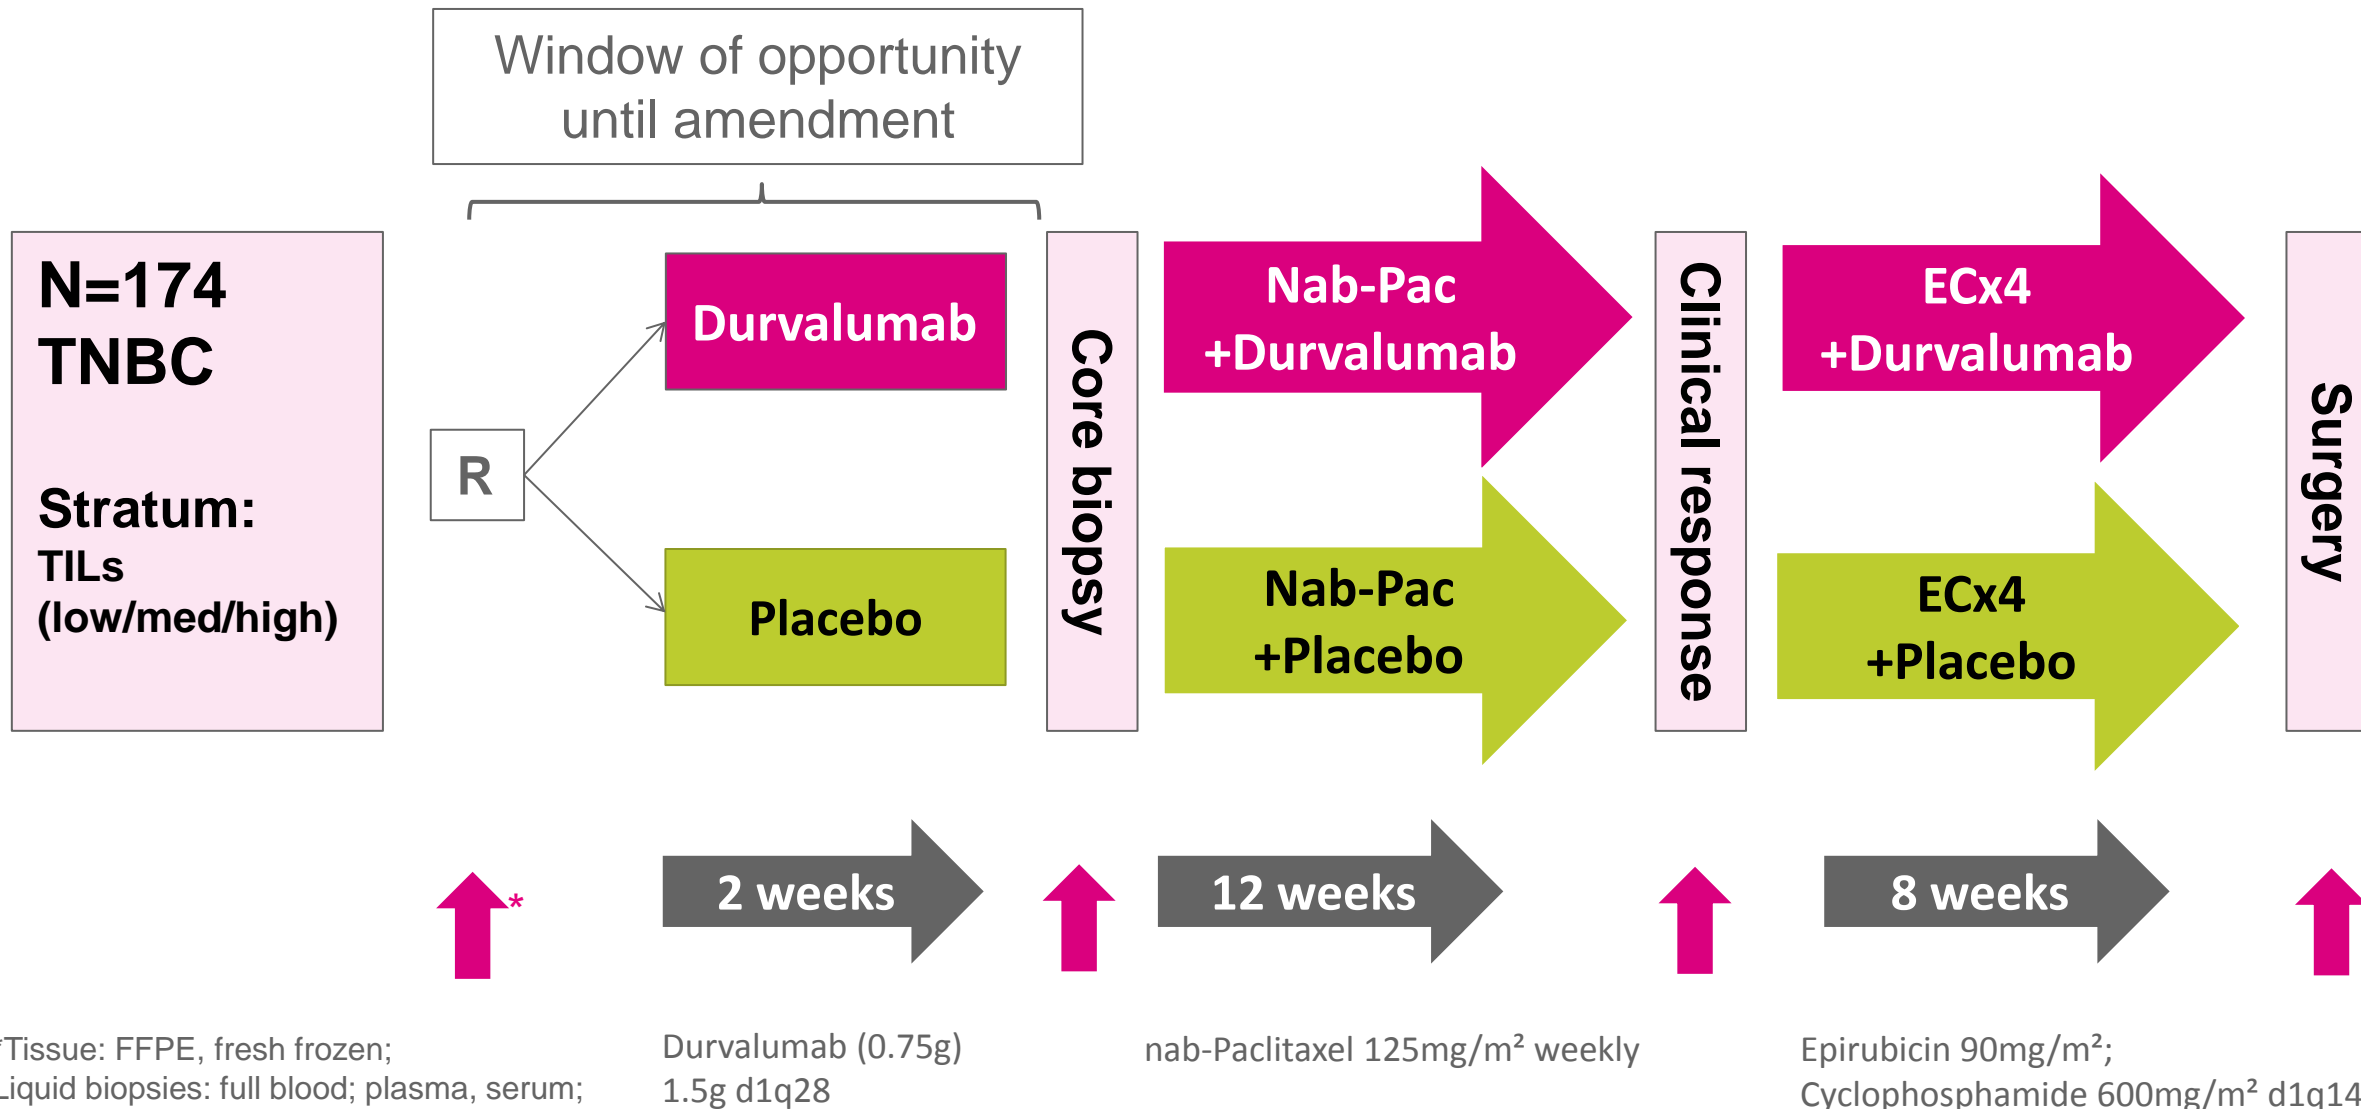 Window of opportunity
until amendment
N=174
TNBC
Stratum:
TILs
(low/med/high)
R
Durvalumab
Placebo
Core biopsy
Nab-Pac
+Durvalumab
Nab-Pac
+Placebo
Clinical response
ECx4
+Durvalumab
ECx4
+Placebo
Surgery
*
2 weeks
12 weeks
8 weeks
*Tissue: FFPE, fresh frozen;
Liquid biopsies: full blood; plasma, serum;
Durvalumab (0.75g)
1.5g d1q28
nab-Paclitaxel 125mg/m² weekly
Epirubicin 90mg/m²;
Cyclophosphamide 600mg/m² d1q14